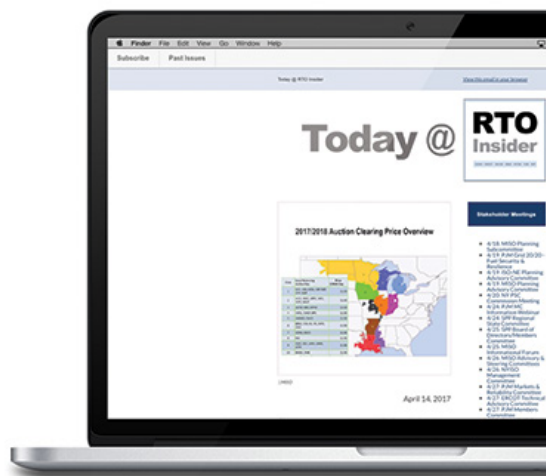 Finder File Edit View Go Window Help
Subscribe Past Issues
Today @ RTO Insider View this email in your browser
Today @ RTO Insider
2017/2018 Auction Clearing Price Overview
MISO
April 14, 2017
Stakeholder Meetings
4/18 MISO Planning
Subcommittee
4/19 PJM Grid 20/20-
Fuel Security &
Resilience
4/19 ISO-NE Planning
Advisory Committee
4/19 MISO Planning
Advisory Committee
4/20 NY PSC
Commission Meeting
4/24 PJM MC
Information Webinar
4/24 SPP Regional
State Committee
4/25 SPP Board of
Directors/Members
Committee
4/25 MISO
Informational Forum
4/26 MISO Advisory &
Steering Committees
4/26 NYISO
Management
Committee
4/27 PJM Markets &
Reliability Committee
4/27 ERCOT Technical
Advisory Committee
4/27 PJM Members
Committee